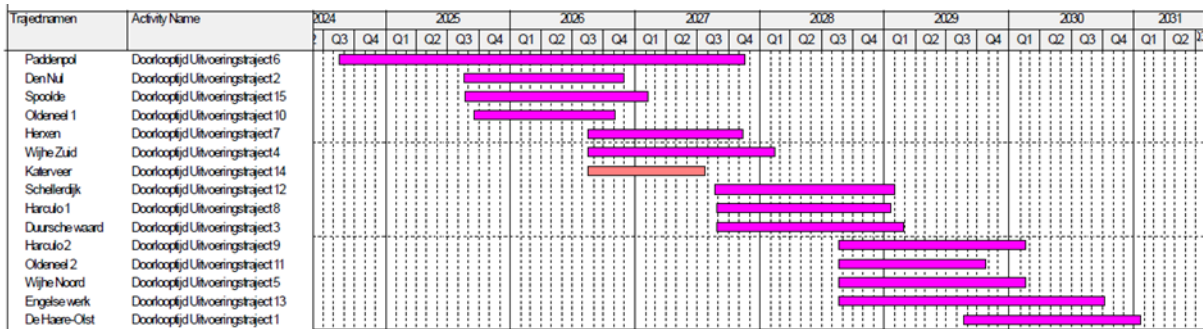 Trajectnamen Activity Name 2024 2025 2026 2027 2028 2029 2030 2031
Q3 Q4 Q1 Q2 Q3 Q4 Q1 Q2 Q3 Q4 Q1 Q2 Q3 Q4 Q1 Q2 Q3 Q4 Q1 Q2 Q3 Q4 Q1 Q2 Q3 Q4 Q1 Q2
Paddenpol Doorlooptijd Uitvoeringstraject 6
Den Nul Doorlooptijd Uitvoeringstraject 2
Spoolde Doorlooptijd Uitvoeringstraject 15
Oldeneel 1 Doorlooptijd Uitvoeringstraject 10
Herxen Doorlooptijd Uitvoeringstraject 7
Wijhe Zuid Doorlooptijd Uitvoeringstraject 4
Katerveer Doorlooptijd Uitvoeringstraject 14
Schellerdijk Doorlooptijd Uitvoeringstraject 12
Harculo 1 Doorlooptijd Uitvoeringstraject 8
Duursche waard Doorlooptijd Uitvoeringstraject 3
Harculo 2 Doorlooptijd Uitvoeringstraject 9
Oldeneel 2 Doorlooptijd Uitvoeringstraject 11
Wijhe Noord Doorlooptijd Uitvoeringstraject 5
Engelse werk Doorlooptijd Uitvoeringstraject 13
De Haere-Olst Doorlooptijd Uitvoeringstraject 1